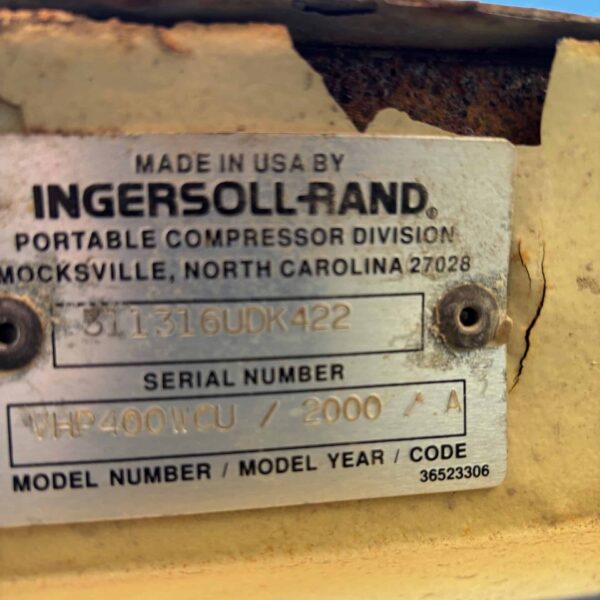 MADE IN USA BY
INGERSOLL-RAND®
PORTABLE COMPRESSOR DIVISION
MOCKSVILLE, NORTH CAROLINA 27028
311316UDK422
SERIAL NUMBER
VHP400WCU / 2000 / A
MODEL NUMBER / MODEL YEAR / CODE
36523306